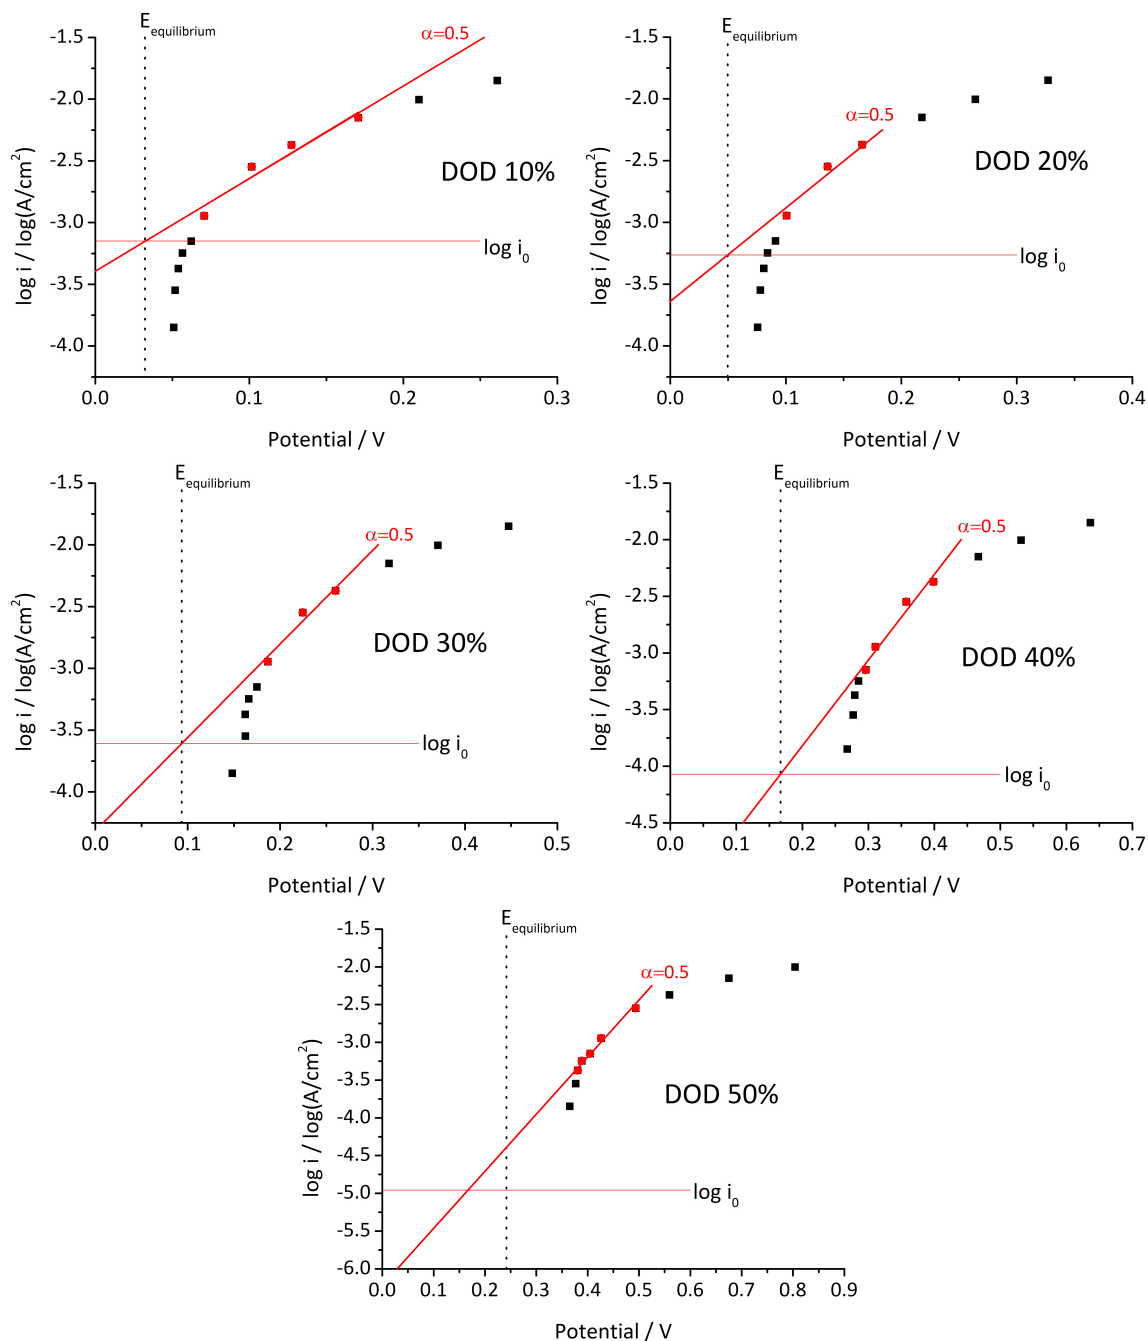 E equilibrium
α=0.5
-1.5
-2.0
-2.5
-3.0
-3.5
-4.0
log i / log(A/cm²)
DOD 10%
log i₀
0.0 0.1 0.2 0.3
Potential / V
E equilibrium
α=0.5
-1.5
-2.0
-2.5
-3.0
-3.5
-4.0
log i / log(A/cm²)
DOD 20%
log i₀
0.0 0.1 0.2 0.3 0.4
Potential / V
E equilibrium
α=0.5
-1.5
-2.0
-2.5
-3.0
-3.5
-4.0
log i / log(A/cm²)
DOD 30%
log i₀
0.0 0.1 0.2 0.3 0.4 0.5
Potential / V
E equilibrium
α=0.5
-1.5
-2.0
-2.5
-3.0
-3.5
-4.0
-4.5
log i / log(A/cm²)
DOD 40%
log i₀
0.0 0.1 0.2 0.3 0.4 0.5 0.6 0.7
Potential / V
E equilibrium
α=0.5
-1.5
-2.0
-2.5
-3.0
-3.5
-4.0
-4.5
-5.0
-5.5
-6.0
log i / log(A/cm²)
DOD 50%
log i₀
0.0 0.1 0.2 0.3 0.4 0.5 0.6 0.7 0.8 0.9
Potential / V